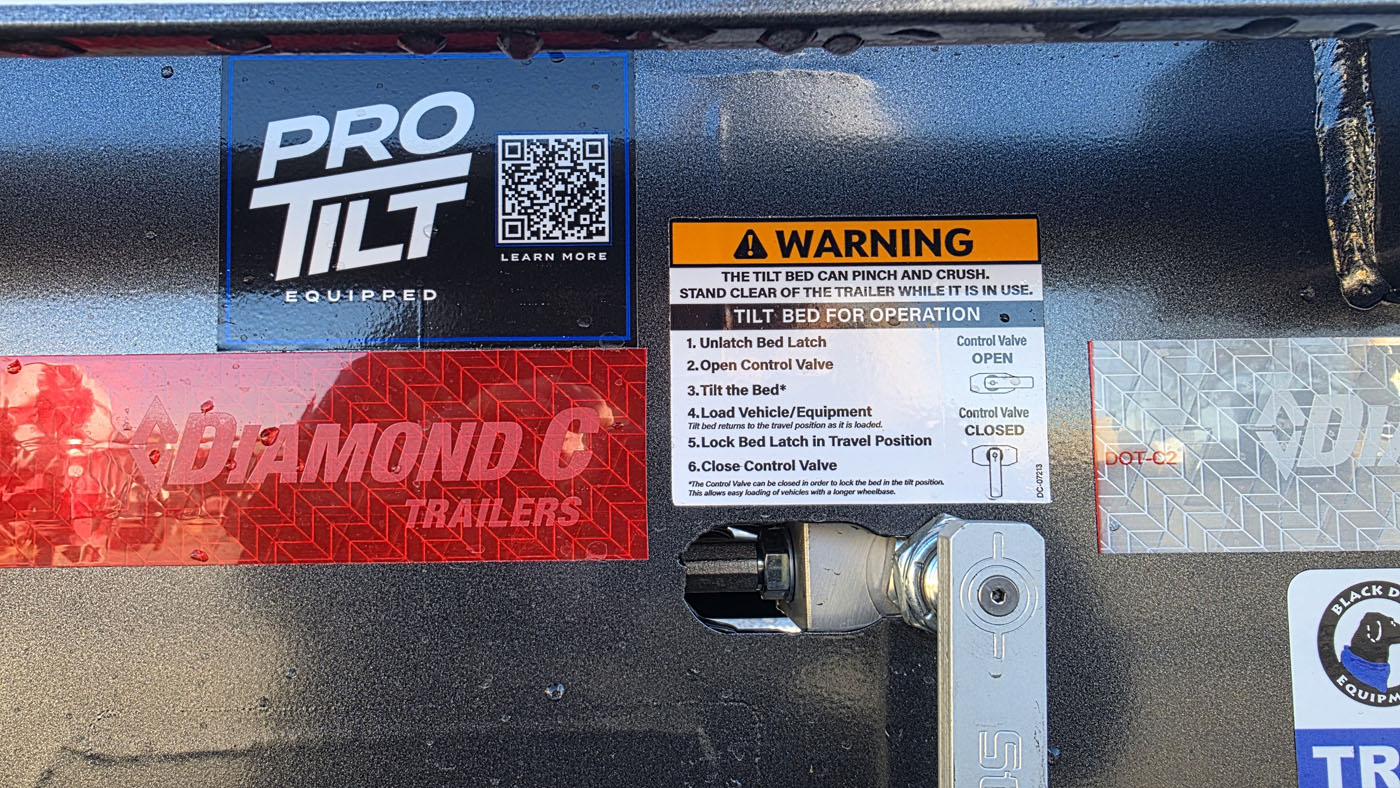 PRO
TILT
EQUIPPED
LEARN MORE
DIAMOND C
TRAILERS
WARNING
THE TILT BED CAN PINCH AND CRUSH.
STAND CLEAR OF THE TRAILER WHILE IT IS IN USE.
TILT BED FOR OPERATION
1. Unlatch Bed Latch
2.Open Control Valve
3.Tilt the Bed*
4.Load Vehicle/Equipment
Tilt bed returns to the travel position as it is loaded.
5.Lock Bed Latch in Travel Position
6.Close Control Valve
*The Control Valve can be closed in order to lock the bed in the tilt position.
This allows easy loading of vehicles with a longer wheelbase.
Control Valve
OPEN
Control Valve
CLOSED
DC-07213
DOT-C2
BLACK